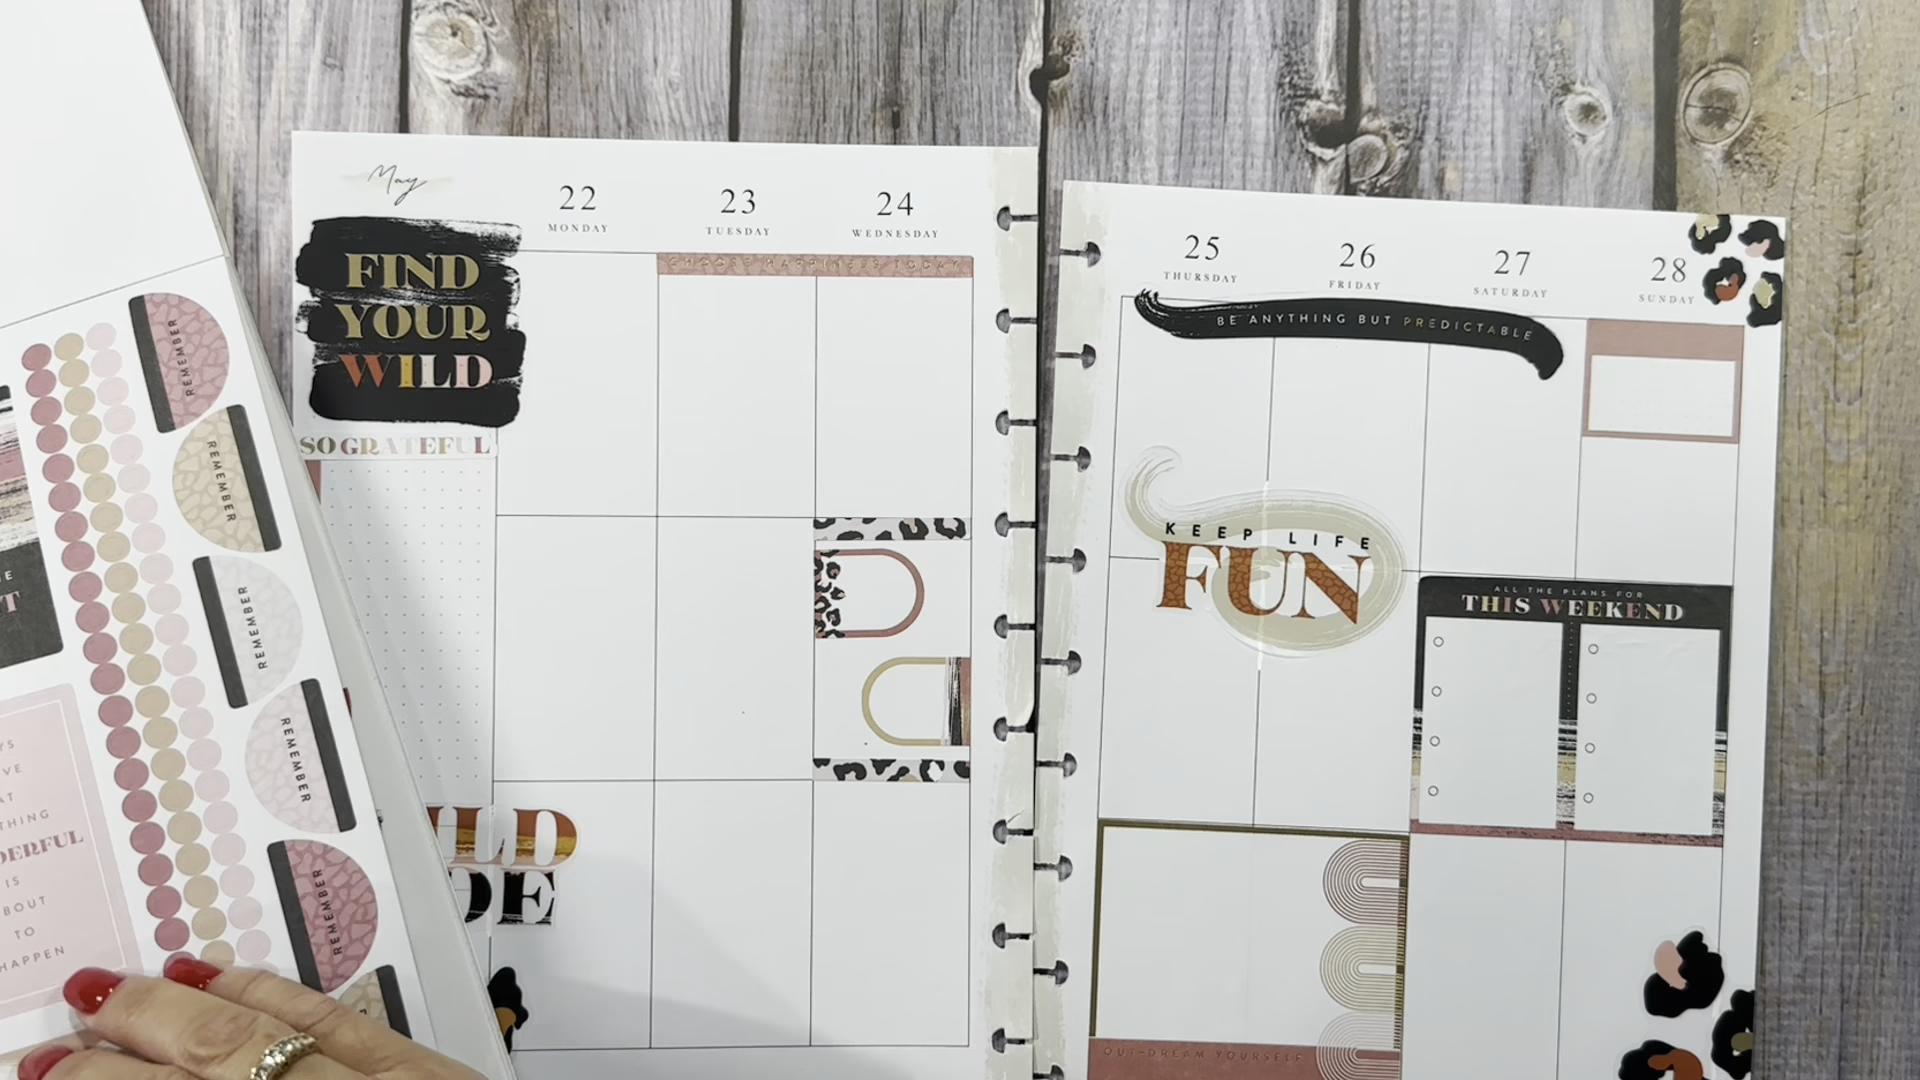 May
FIND
YOUR
WILD
SO GRATEFUL
22
MONDAY
23
TUESDAY
24
WEDNESDAY
CHOOSE HAPPINESS TODAY
25
THURSDAY
26
FRIDAY
27
SATURDAY
28
SUNDAY
BE ANYTHING BUT PREDICTABLE
KEEP LIFE
FUN
ALL THE PLANS FOR
THIS WEEKEND
OUT-DREAM YOURSELF
REMEMBER
REMEMBER
REMEMBER
REMEMBER
REMEMBER
IS
TO
HAPPEN